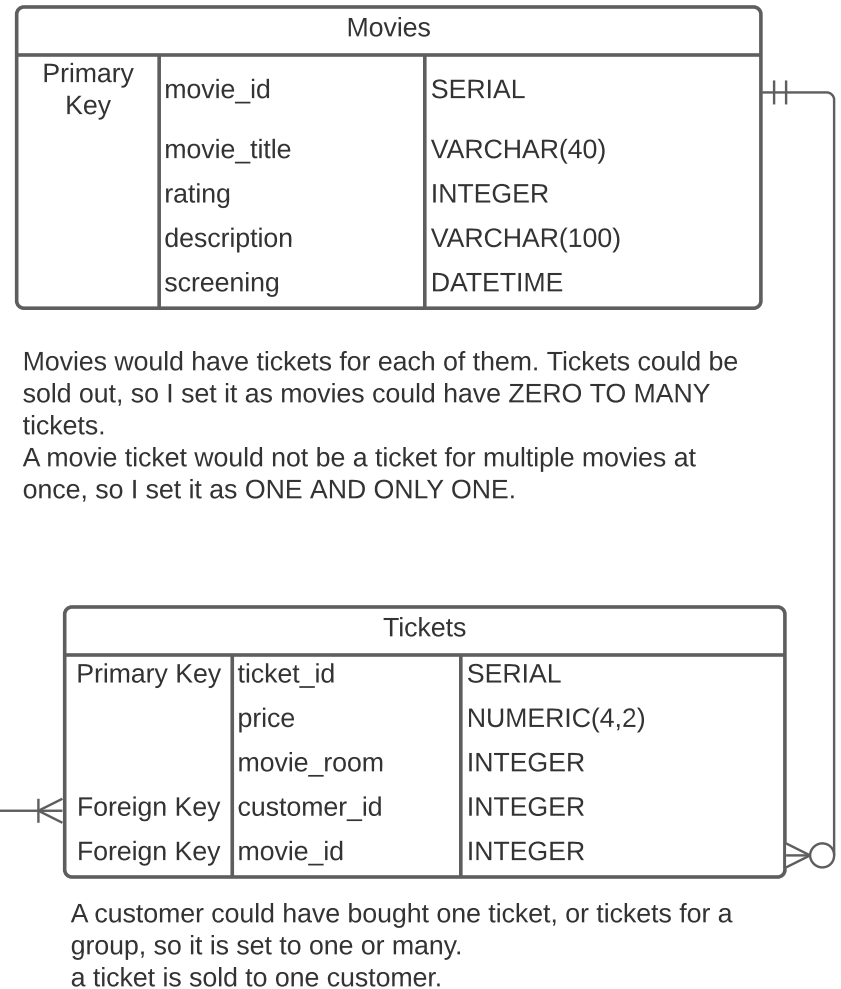 Movies
Primary Key movie_id SERIAL
movie_title VARCHAR(40)
rating INTEGER
description VARCHAR(100)
screening DATETIME
Movies would have tickets for each of them. Tickets could be
sold out, so I set it as movies could have ZERO TO MANY
tickets.
A movie ticket would not be a ticket for multiple movies at
once, so I set it as ONE AND ONLY ONE.
Tickets
Primary Key ticket_id SERIAL
price NUMERIC(4,2)
movie_room INTEGER
Foreign Key customer_id INTEGER
Foreign Key movie_id INTEGER
A customer could have bought one ticket, or tickets for a
group, so it is set to one or many.
a ticket is sold to one customer.